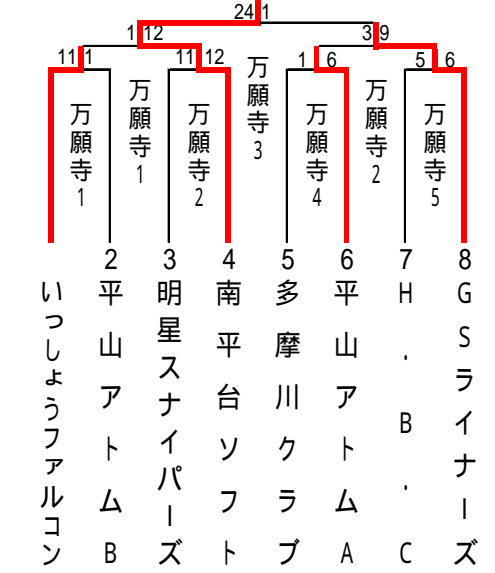 24 1
1 12
3 9
11 1
11 12
1 6
5 6
万願寺1
万願寺1
万願寺2
万願寺3
万願寺4
万願寺2
万願寺5
いっしょうファルコン
2 平山アトムB
3 明星スナイパーズ
4 南平台ソフト
5 多摩川クラブ
6 平山アトムA
7 H.B.C
8 GSライナーズ